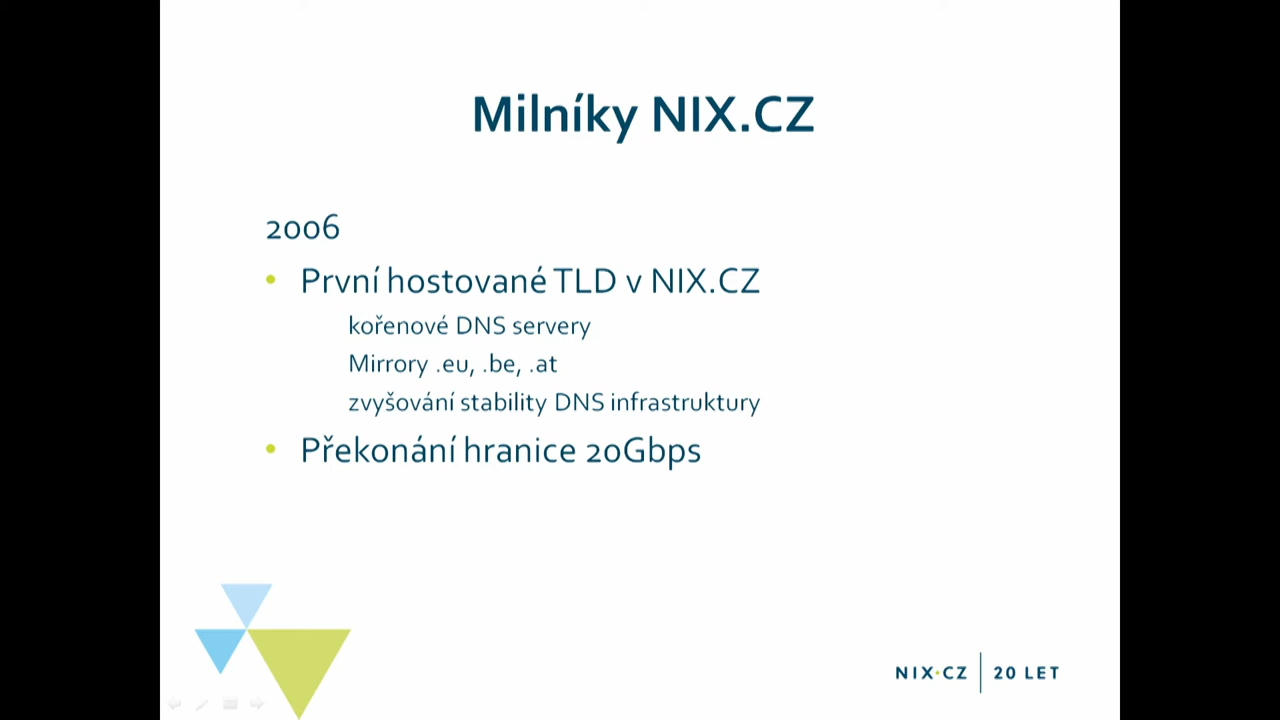 Milníky NIX.CZ
2006
• První hostované TLD v NIX.CZ
kořenové DNS servery
Mirrory .eu, .be, .at
zvyšování stability DNS infrastruktury
• Překonání hranice 20Gbps
NIX·CZ | 20 LET